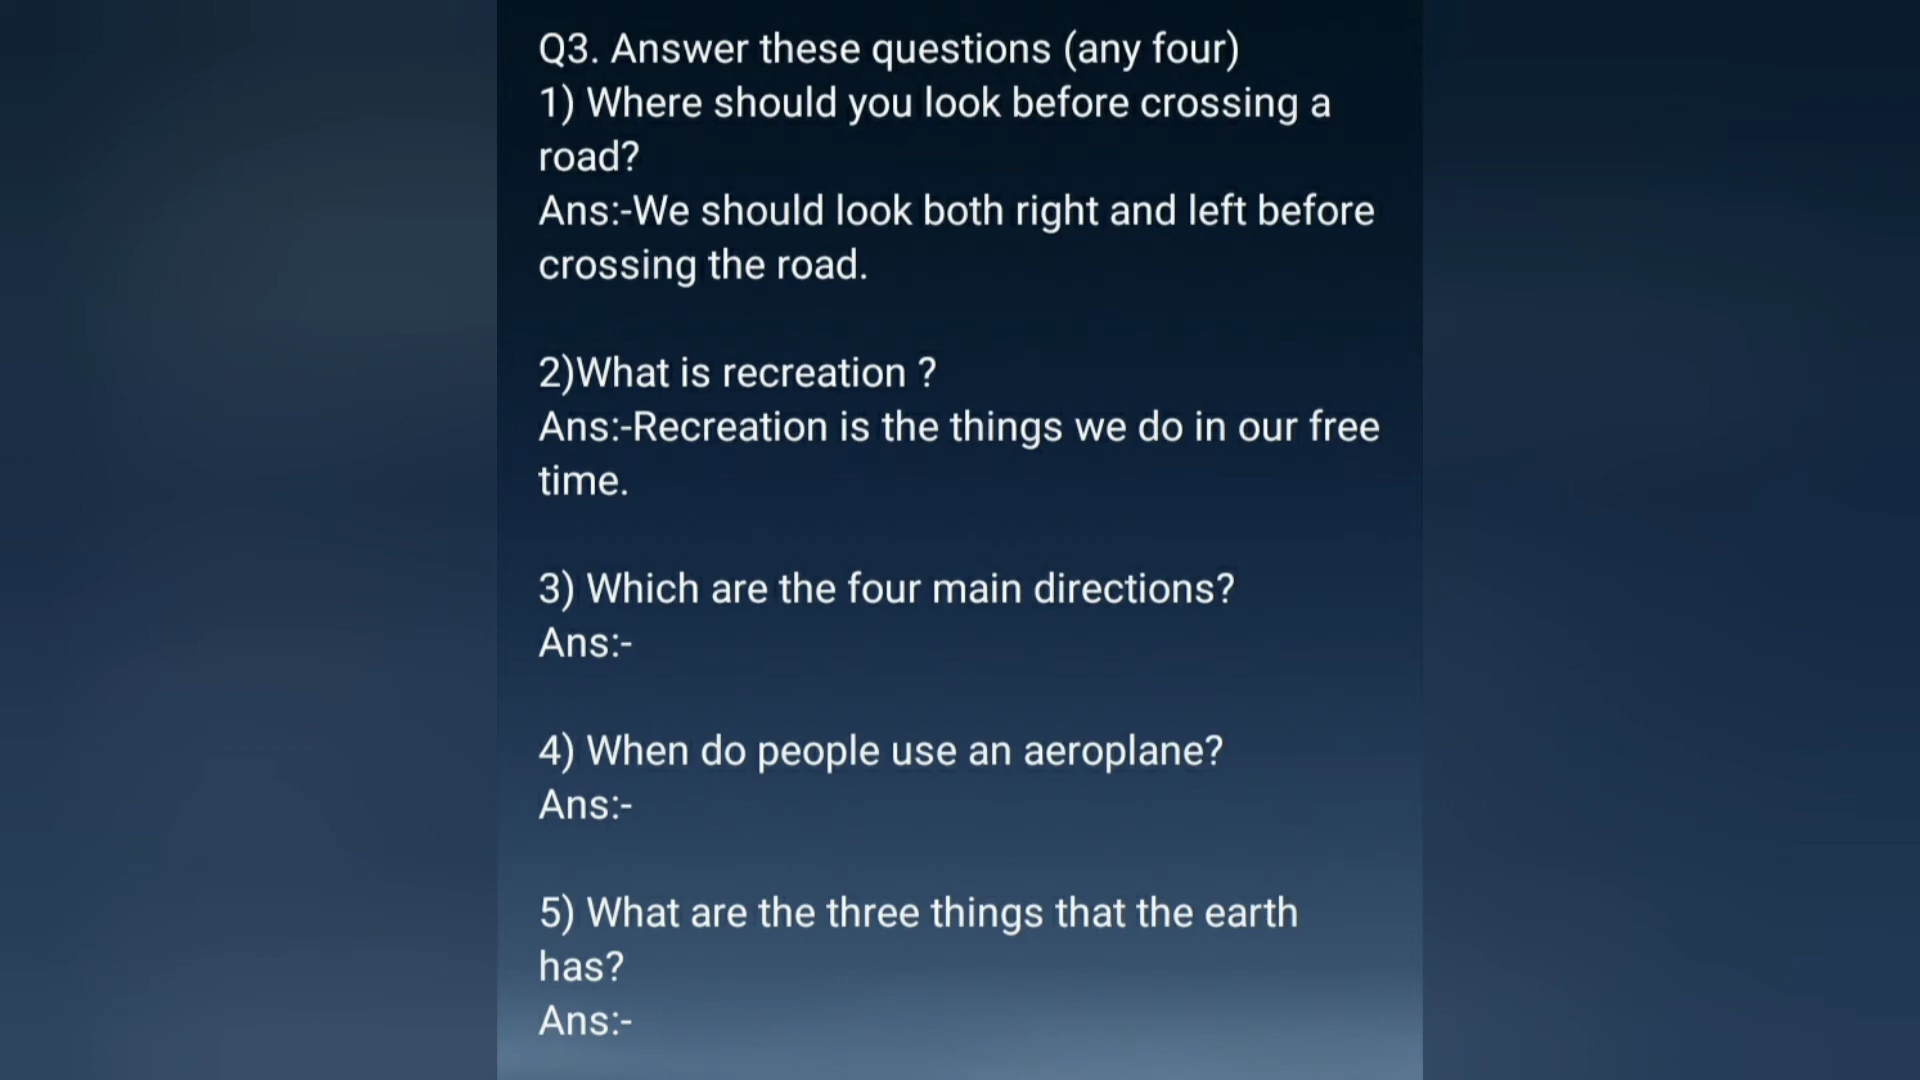 Q3. Answer these questions (any four)
1) Where should you look before crossing a
road?
Ans:-We should look both right and left before
crossing the road.
2)What is recreation ?
Ans:-Recreation is the things we do in our free
time.
3) Which are the four main directions?
Ans:-
4) When do people use an aeroplane?
Ans:-
5) What are the three things that the earth
has?
Ans:-